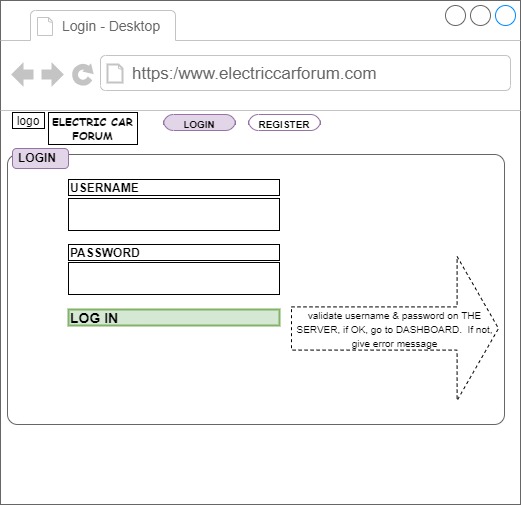 Login - Desktop
https:/www.electriccarforum.com
logo
ELECTRIC CAR
FORUM
LOGIN
REGISTER
LOGIN
USERNAME
PASSWORD
LOG IN
validate username & password on THE
SERVER, if OK, go to DASHBOARD. If not,
give error message